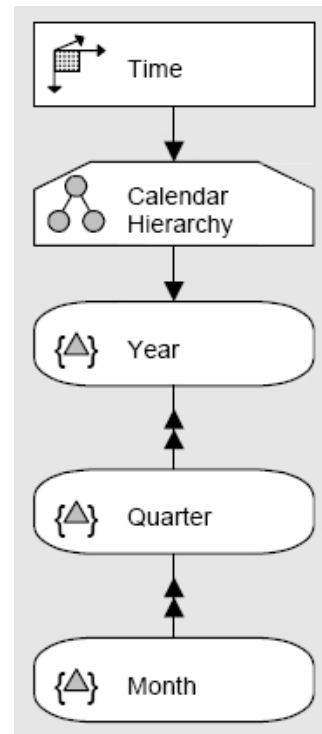 Time
Calendar
Hierarchy
{△} Year
{△} Quarter
{△} Month